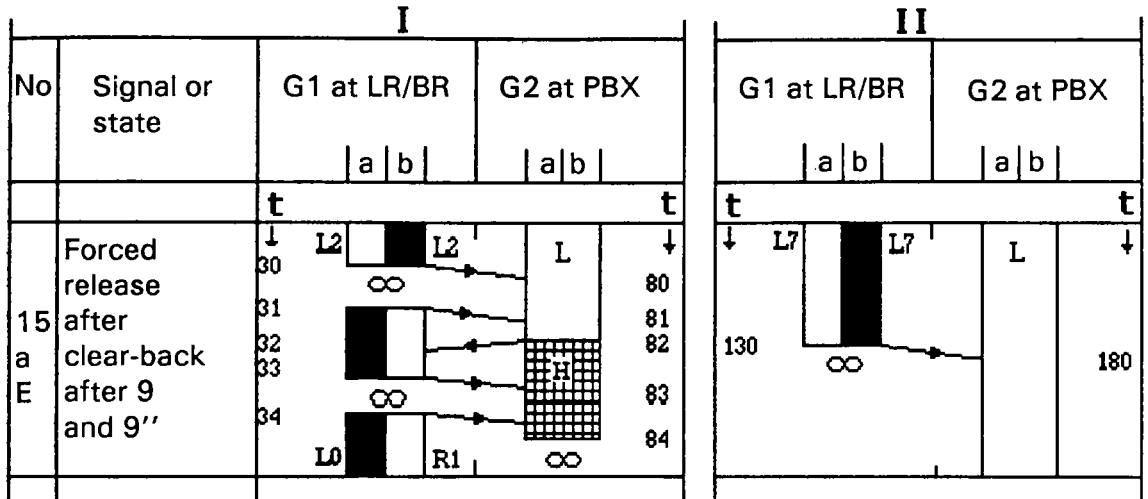 I
II
No
Signal or
state
G1 at LR/BR
G2 at PBX
G1 at LR/BR
G2 at PBX
a b
a b
a b
a b
t
t
t
t
15
a
E
Forced
release
after
clear-back
after 9
and 9''
↓
30
31
32
33
34
L2
L2
∞
∞
L0
R1
L
H
∞
↓
80
81
82
83
84
↓
130
L7
L7
∞
L
↓
180